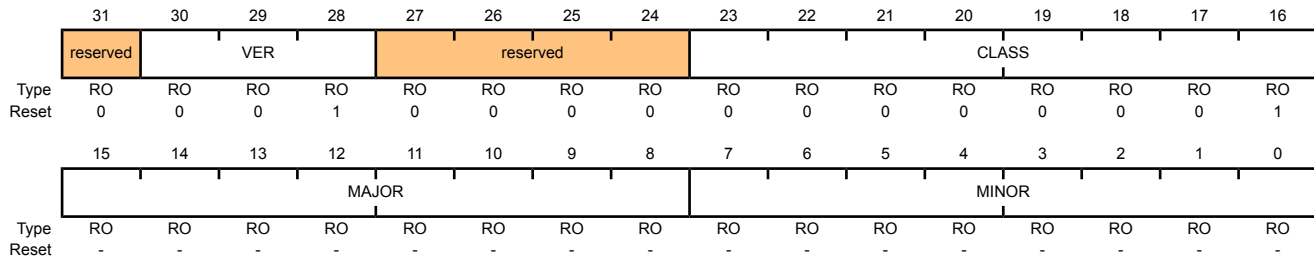 31 30 29 28 27 26 25 24 23 22 21 20 19 18 17 16
reserved VER reserved CLASS
Type RO RO RO RO RO RO RO RO RO RO RO RO RO RO RO RO
Reset 0 0 0 1 0 0 0 0 0 0 0 0 0 0 0 1
15 14 13 12 11 10 9 8 7 6 5 4 3 2 1 0
MAJOR MINOR
Type RO RO RO RO RO RO RO RO RO RO RO RO RO RO RO RO
Reset - - - - - - - - - - - - - - - -